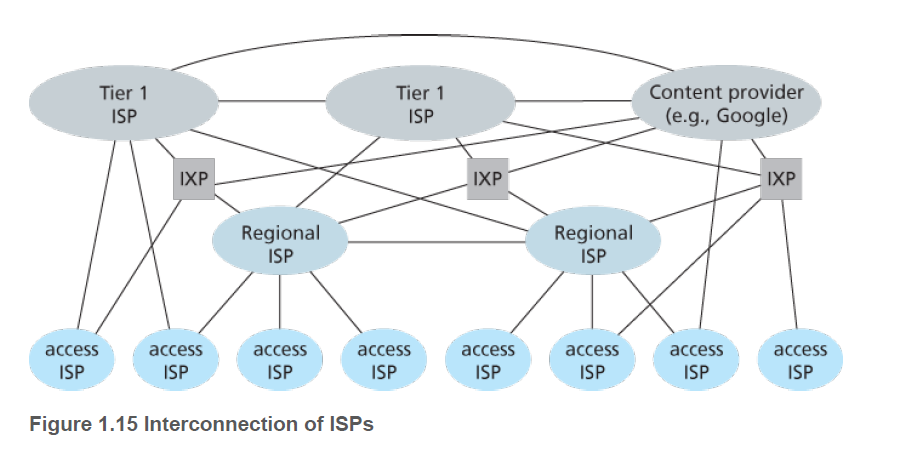 Tier 1
ISP
Tier 1
ISP
Content provider
(e.g., Google)
IXP
IXP
IXP
Regional
ISP
Regional
ISP
access
ISP
access
ISP
access
ISP
access
ISP
access
ISP
access
ISP
access
ISP
access
ISP
Figure 1.15 Interconnection of ISPs